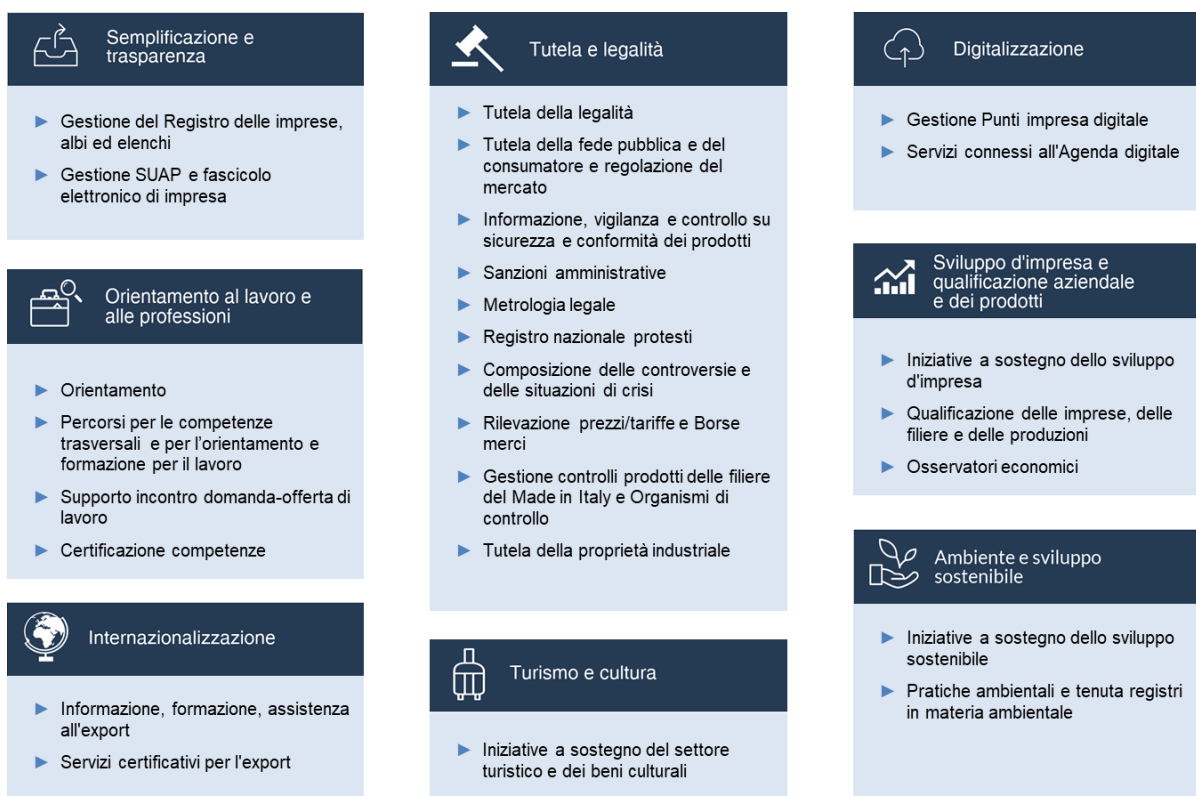 Semplificazione e
trasparenza
Gestione del Registro delle imprese,
albi ed elenchi
Gestione SUAP e fascicolo
elettronico di impresa
Orientamento al lavoro e
alle professioni
Orientamento
Percorsi per le competenze
trasversali e per l'orientamento e
formazione per il lavoro
Supporto incontro domanda-offerta di
lavoro
Certificazione competenze
Internazionalizzazione
Informazione, formazione, assistenza
all'export
Servizi certificativi per l'export
Tutela e legalità
Tutela della legalità
Tutela della fede pubblica e del
consumatore e regolazione del
mercato
Informazione, vigilanza e controllo su
sicurezza e conformità dei prodotti
Sanzioni amministrative
Metrologia legale
Registro nazionale protesti
Composizione delle controversie e
delle situazioni di crisi
Rilevazione prezzi/tariffe e Borse
merci
Gestione controlli prodotti delle filiere
del Made in Italy e Organismi di
controllo
Tutela della proprietà industriale
Turismo e cultura
Iniziative a sostegno del settore
turistico e dei beni culturali
Digitalizzazione
Gestione Punti impresa digitale
Servizi connessi all'Agenda digitale
Sviluppo d'impresa e
qualificazione aziendale
e dei prodotti
Iniziative a sostegno dello sviluppo
d'impresa
Qualificazione delle imprese, delle
filiere e delle produzioni
Osservatori economici
Ambiente e sviluppo
sostenibile
Iniziative a sostegno dello sviluppo
sostenibile
Pratiche ambientali e tenuta registri
in materia ambientale